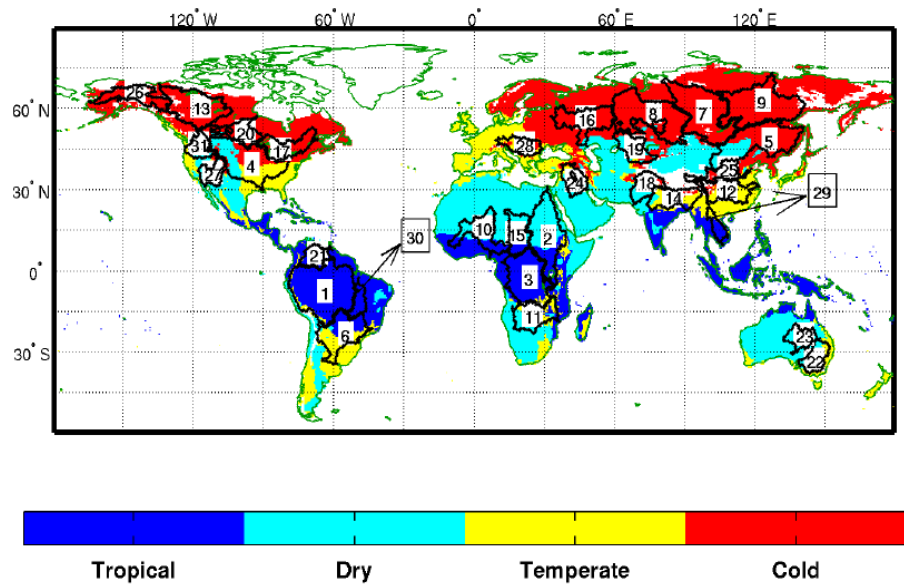 120° W 60° W 0° 60° E 120° E
60° N
30° N
0°
30° S
26 13 20 31 17 4 27
16 8 7 9 5 28 19 24 18 25 14 12 29
30 10 15 2
21 1 3 6 11
23 22
Tropical Dry Temperate Cold